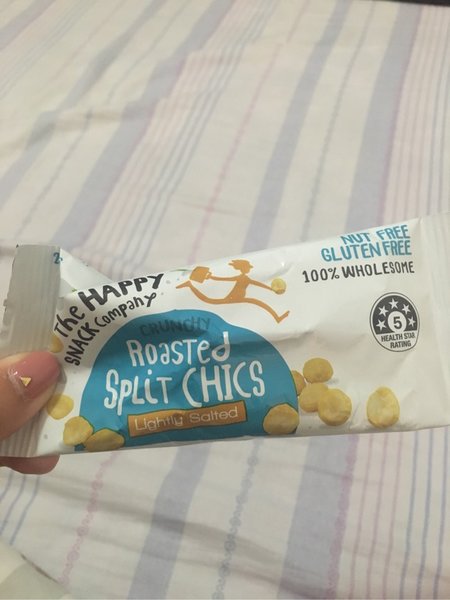 The HAPPY
SNACK COMPANY
CRUNCHY
Roasted
SPLIT CHICS
Lightly Salted
NUT FREE
GLUTEN FREE
100% WHOLESOME
5
HEALTH STAR
RATING